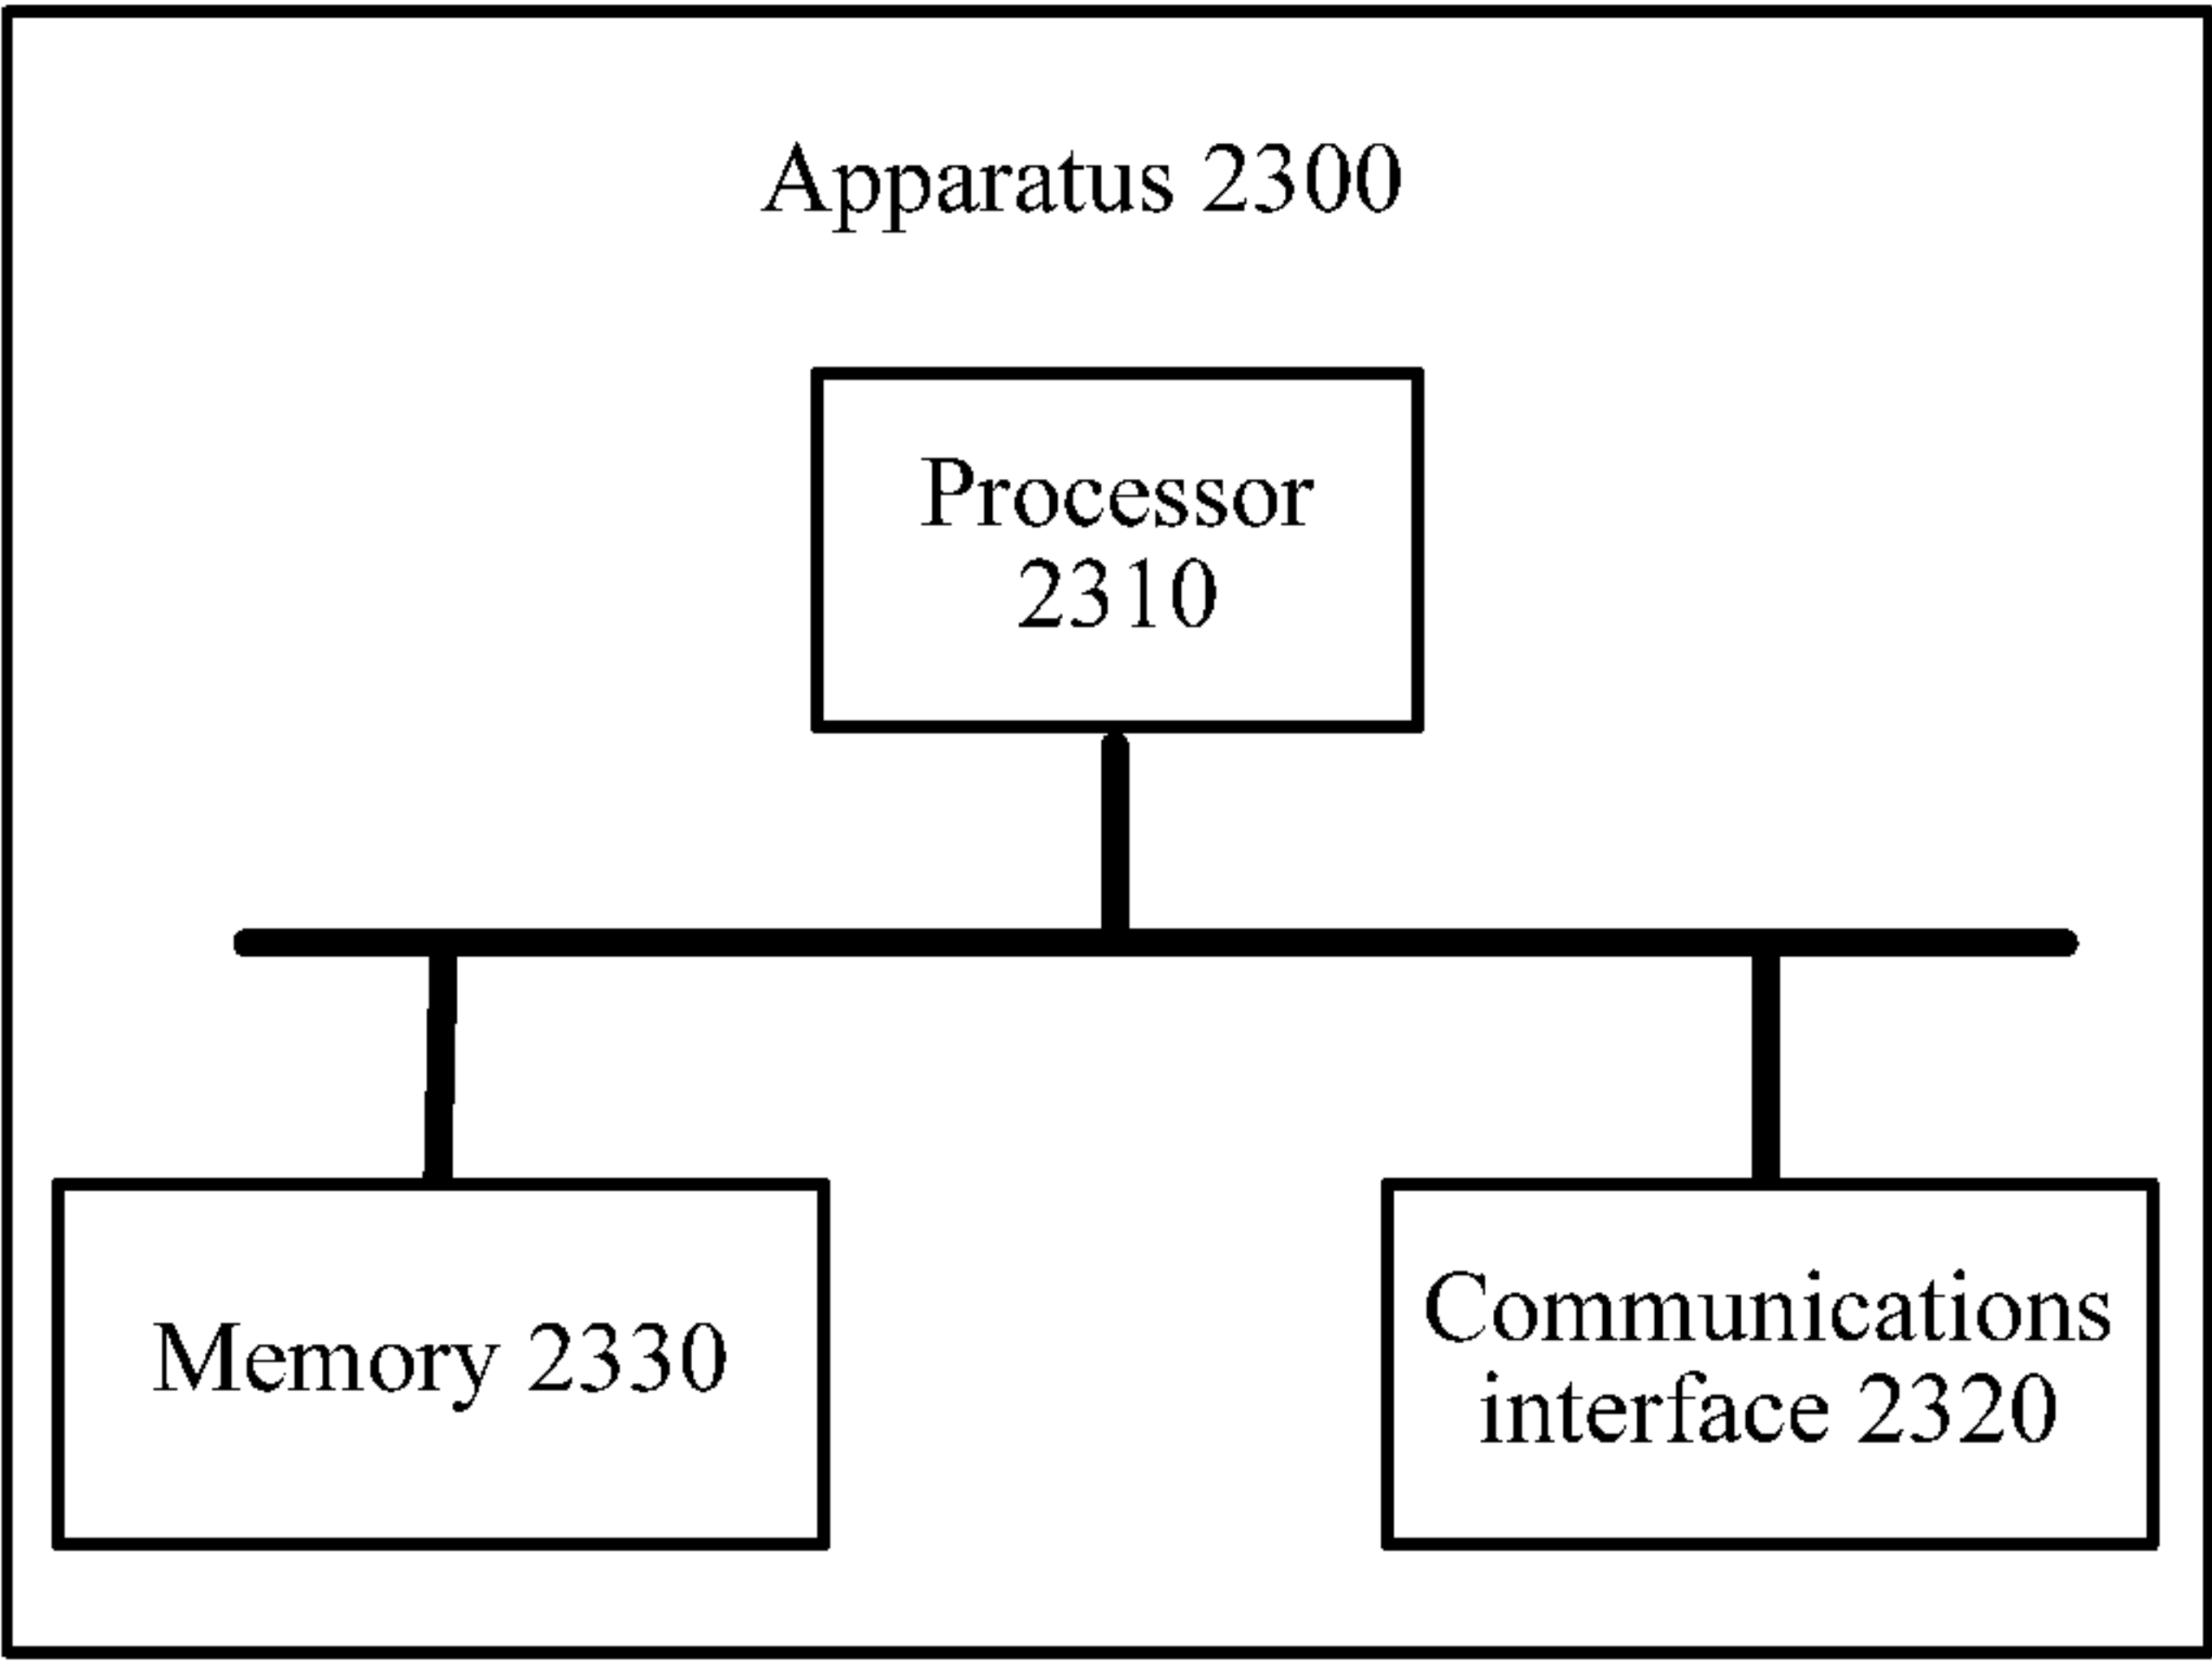 Apparatus 2300
Processor
2310
Memory 2330
Communications
interface 2320